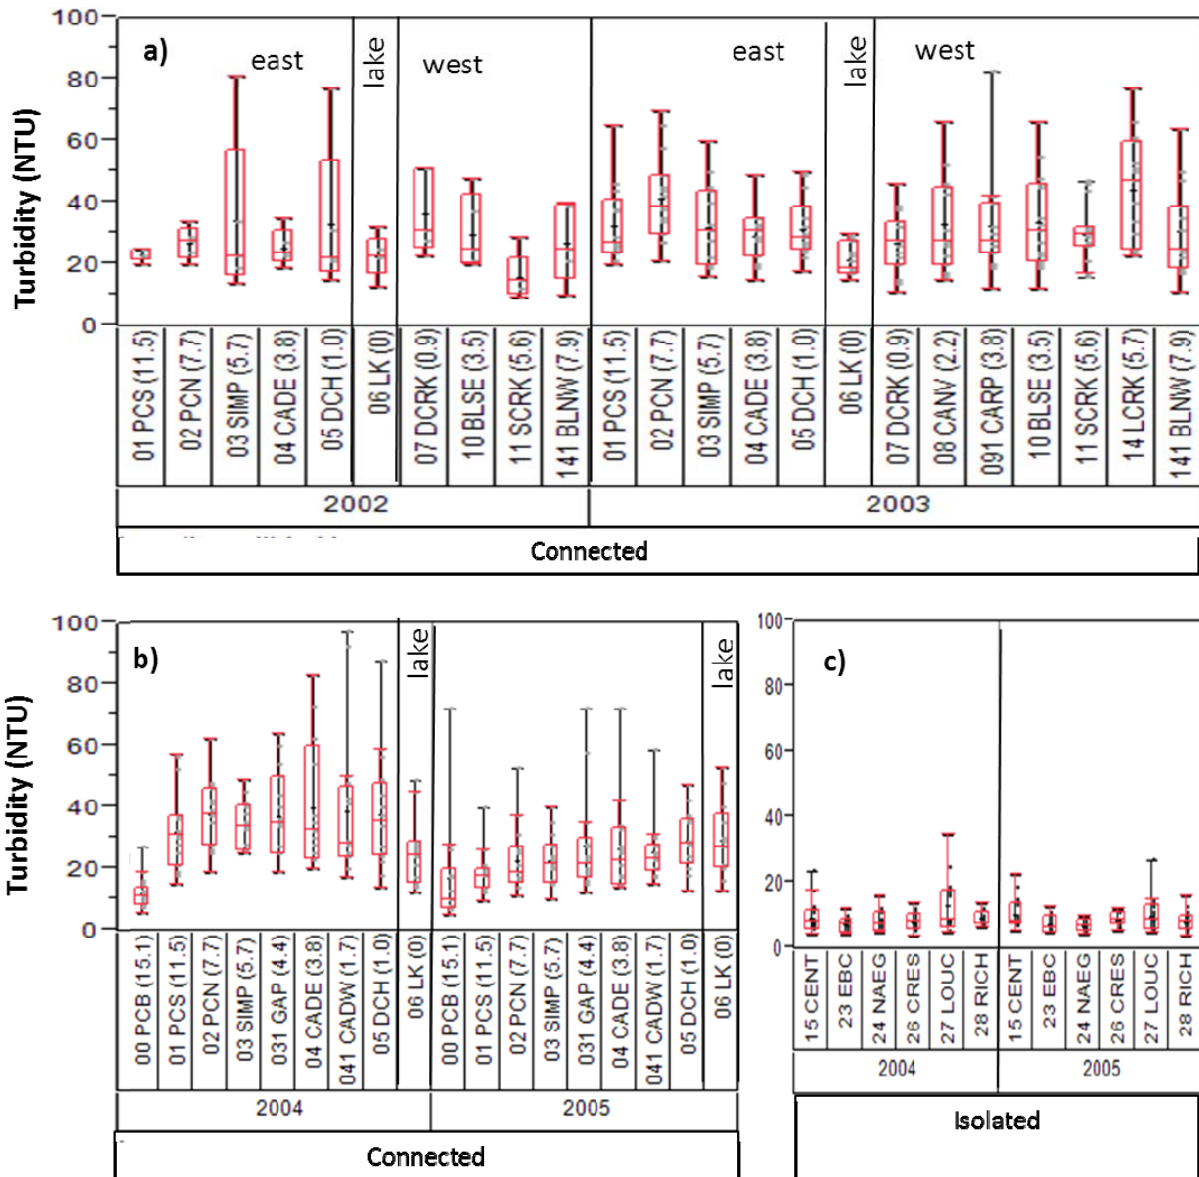 100
80
60
40
20
0
Turbidity (NTU)
a)
east
lake
west
east
lake
west
01 PCS (11.5)
02 PCN (7.7)
03 SIMP (5.7)
04 CADE (3.8)
05 DCH (1.0)
06 LK (0)
07 DCRK (0.9)
10 BLSE (3.5)
11 SCRK (5.6)
141 BLNW (7.9)
01 PCS (11.5)
02 PCN (7.7)
03 SIMP (5.7)
04 CADE (3.8)
05 DCH (1.0)
06 LK (0)
07 DCRK (0.9)
08 CANV (2.2)
091 CARP (3.8)
10 BLSE (3.5)
11 SCRK (5.6)
14 LCRK (5.7)
141 BLNW (7.9)
2002
2003
Connected
100
80
60
40
20
0
Turbidity (NTU)
b)
lake
lake
00 PCB (15.1)
01 PCS (11.5)
02 PCN (7.7)
03 SIMP (5.7)
031 GAP (4.4)
04 CADE (3.8)
041 CADW (1.7)
05 DCH (1.0)
06 LK (0)
00 PCB (15.1)
01 PCS (11.5)
02 PCN (7.7)
03 SIMP (5.7)
031 GAP (4.4)
04 CADE (3.8)
041 CADW (1.7)
05 DCH (1.0)
06 LK (0)
2004
2005
Connected
100
80
60
40
20
0
c)
15 CENT
23 EBC
24 NAEG
26 CRES
27 LOUC
28 RICH
15 CENT
23 EBC
24 NAEG
26 CRES
27 LOUC
28 RICH
2004
2005
Isolated